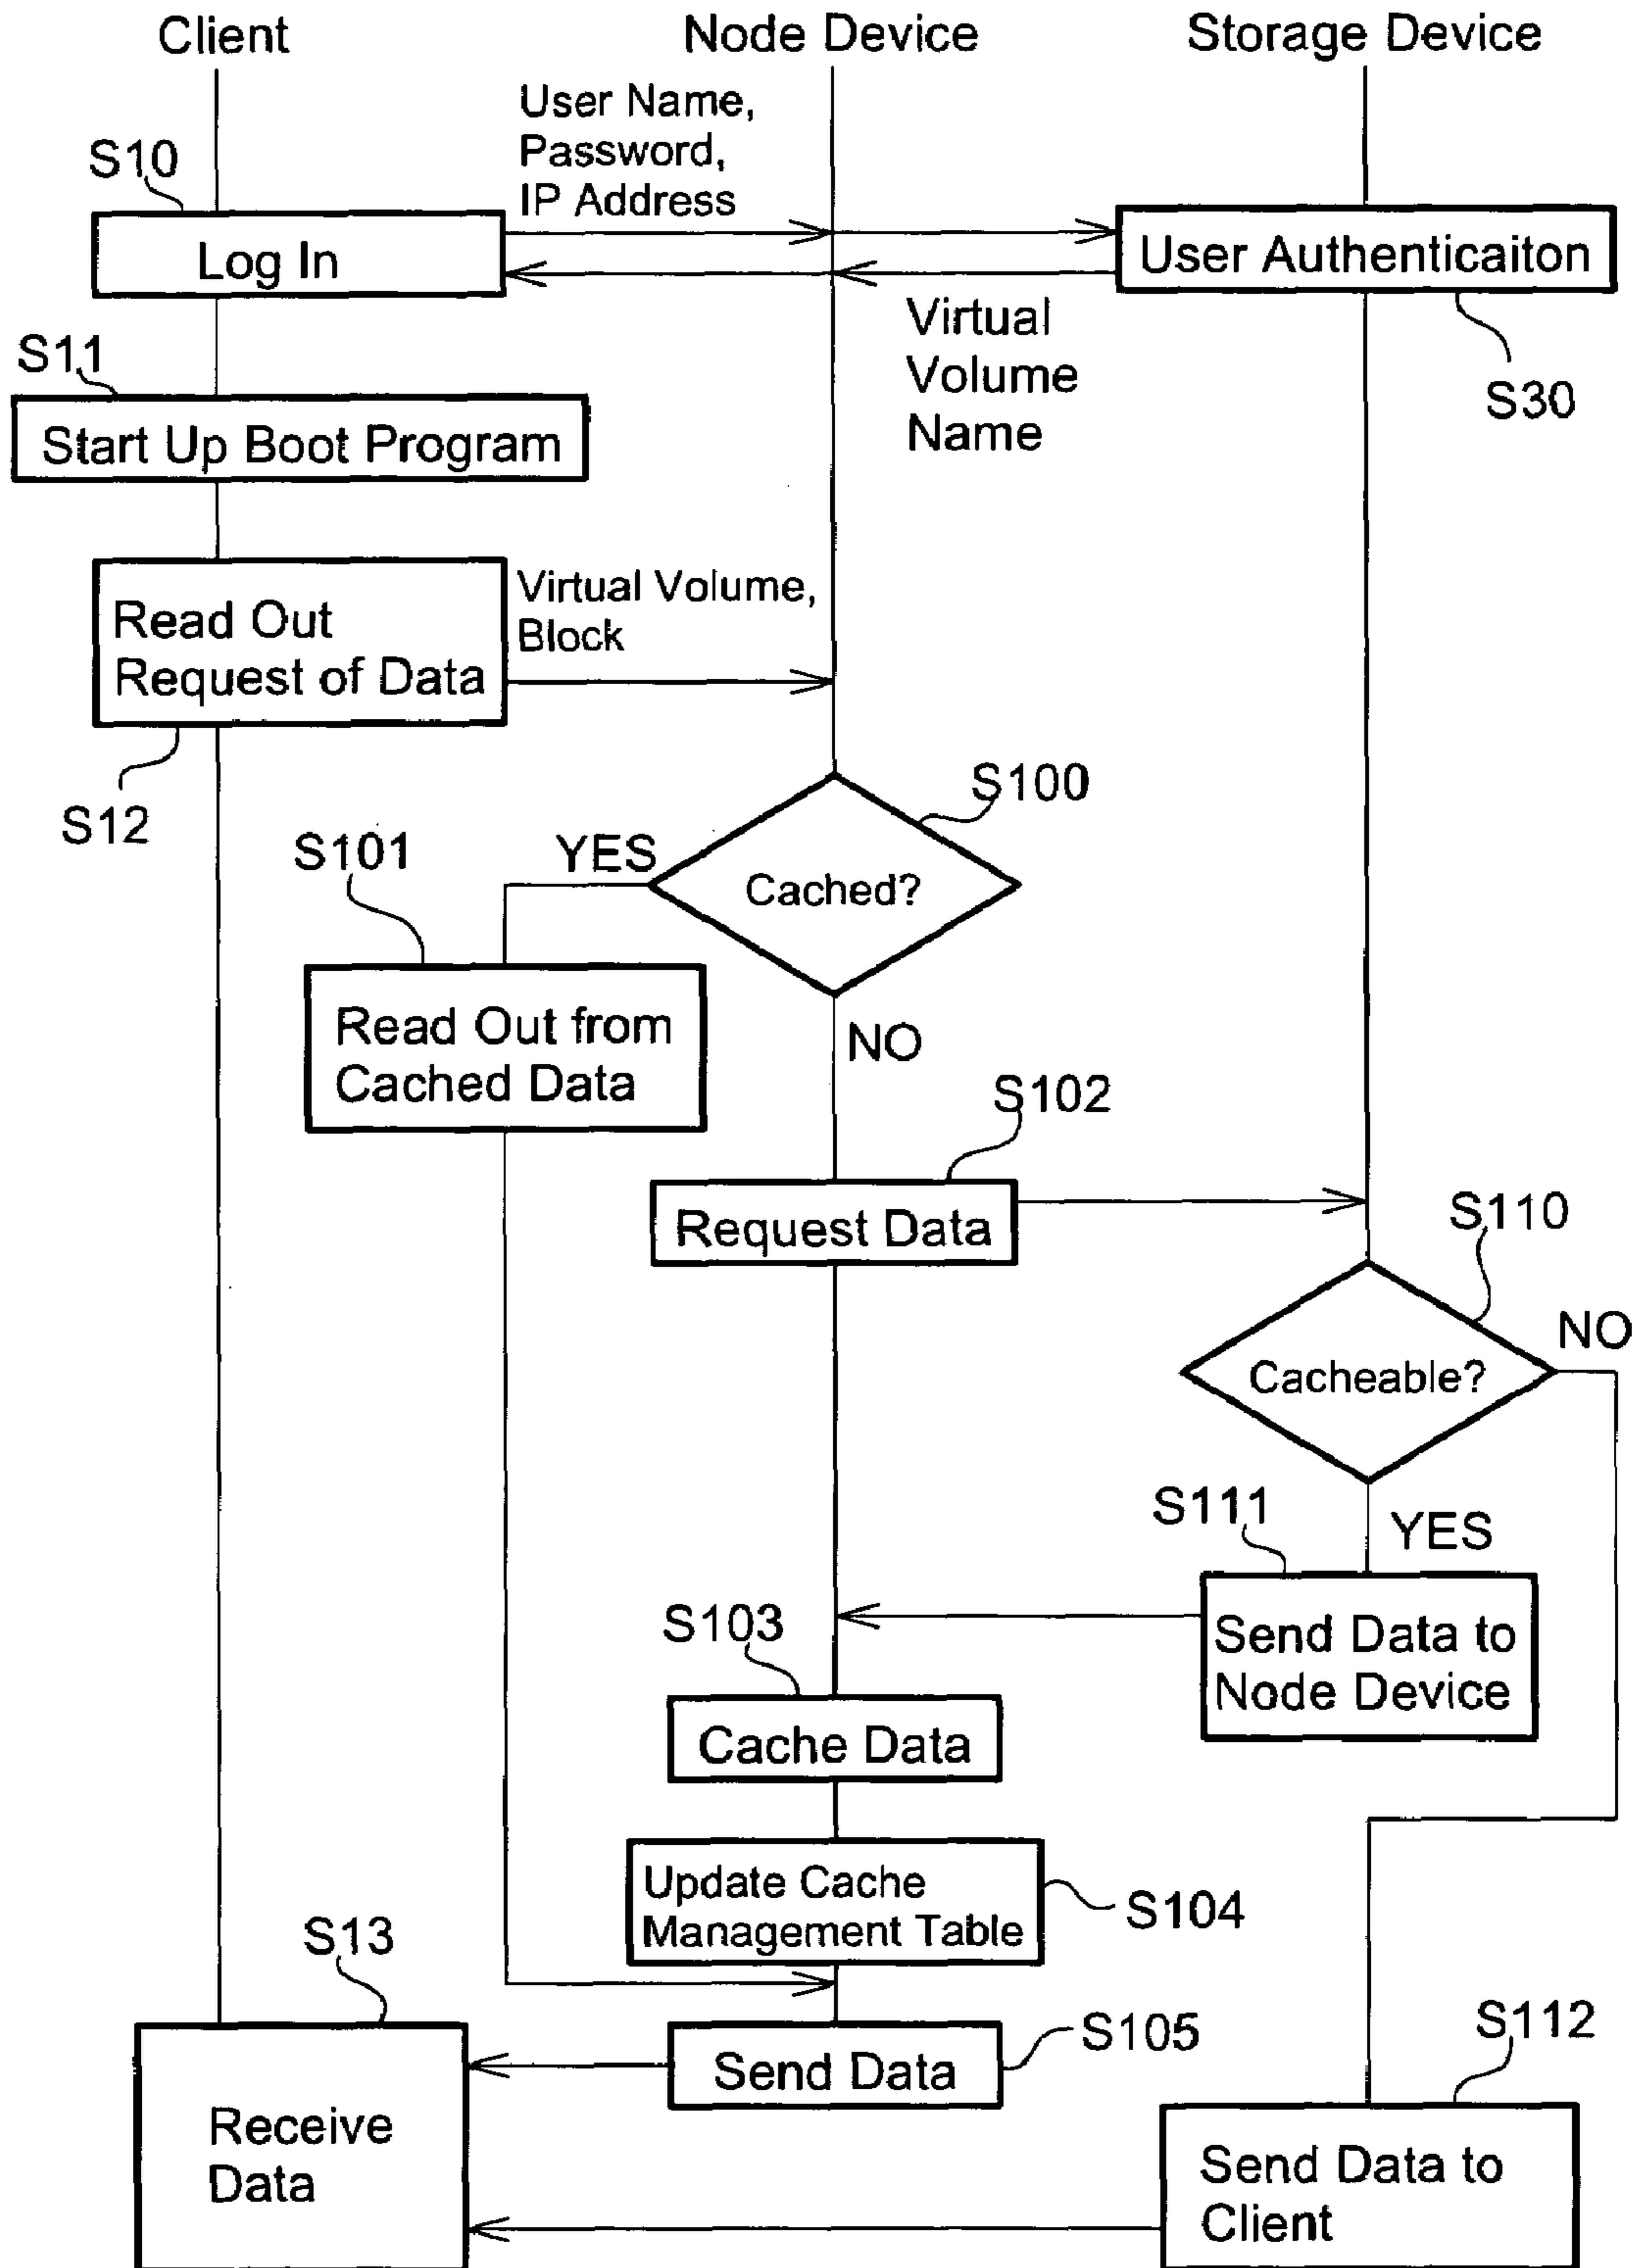 Client
Node Device
Storage Device
User Name,
Password,
IP Address
S10
Log In
User Authenticaiton
Virtual
Volume
Name
S30
S11
Start Up Boot Program
Read Out
Request of Data
Virtual Volume,
Block
S12
S100
Cached?
YES
S101
Read Out from
Cached Data
NO
S102
Request Data
S110
Cacheable?
NO
YES
S111
Send Data to
Node Device
S103
Cache Data
Update Cache
Management Table
S104
S13
Send Data
S105
S112
Receive
Data
Send Data to
Client